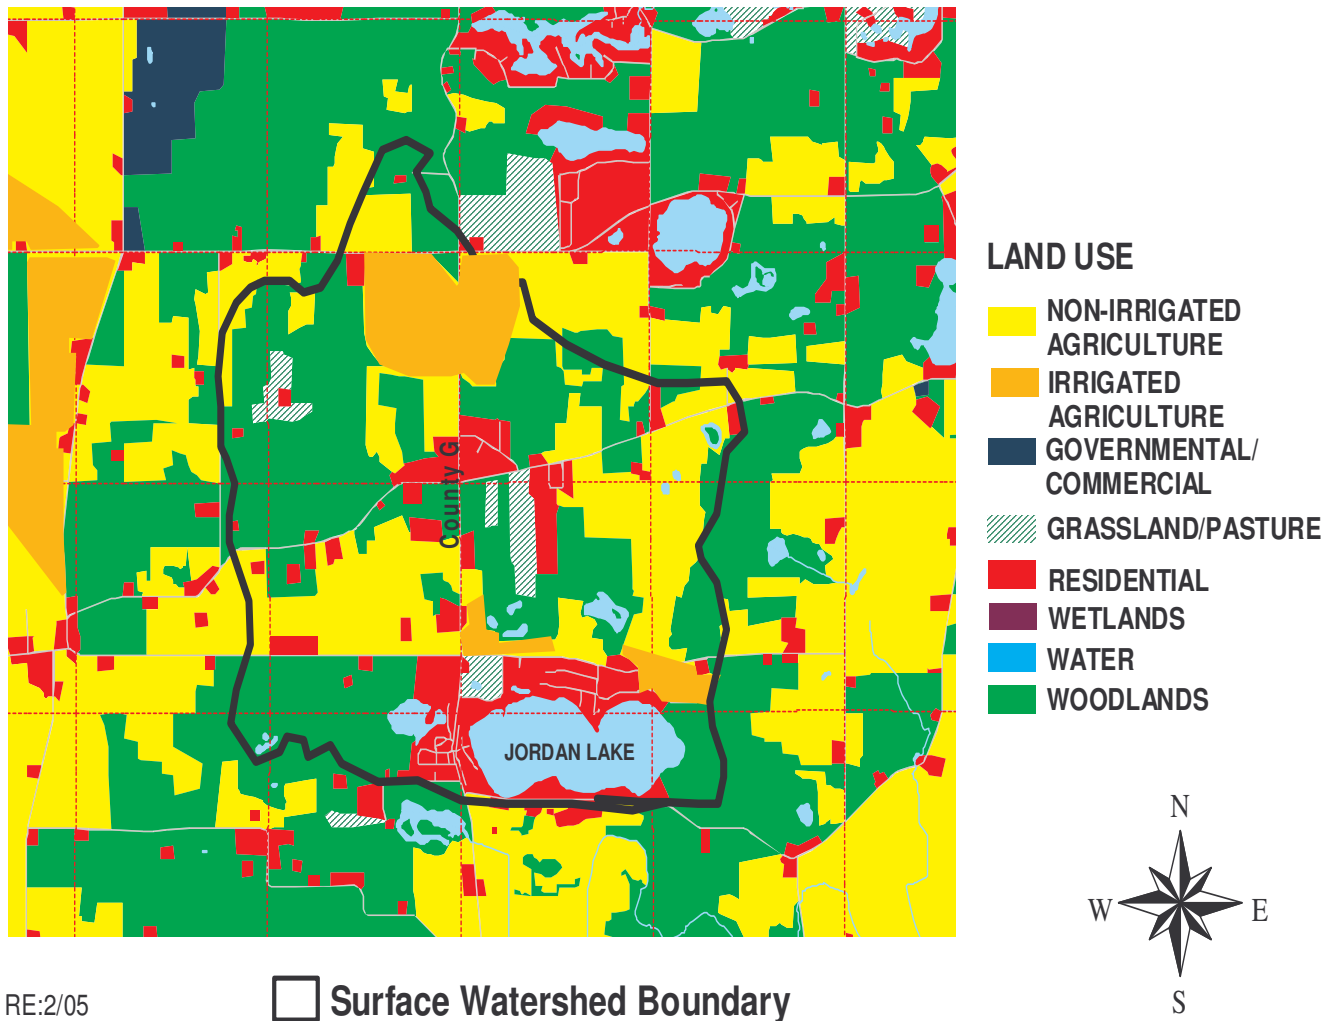 LAND USE
NON-IRRIGATED
AGRICULTURE
IRRIGATED
AGRICULTURE
GOVERNMENTAL/
COMMERCIAL
GRASSLAND/PASTURE
RESIDENTIAL
WETLANDS
WATER
WOODLANDS
County G
JORDAN LAKE
N
W
E
S
RE:2/05
Surface Watershed Boundary